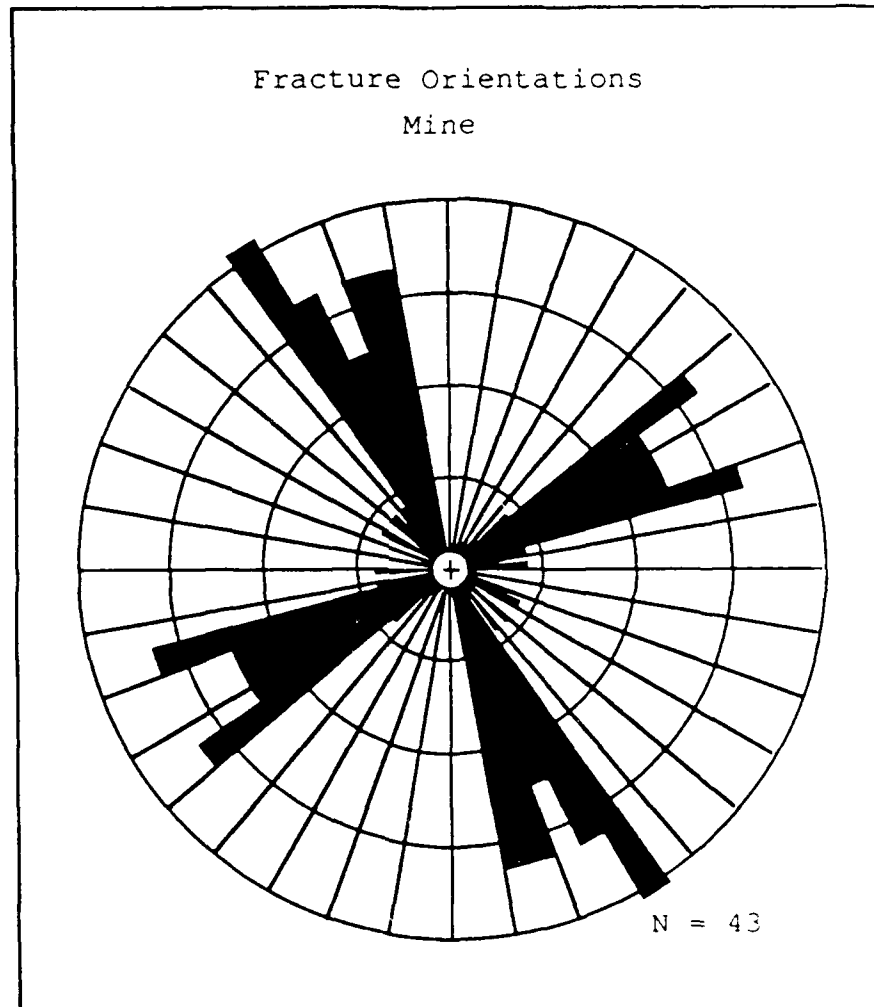 Fracture Orientations
Mine
N = 43